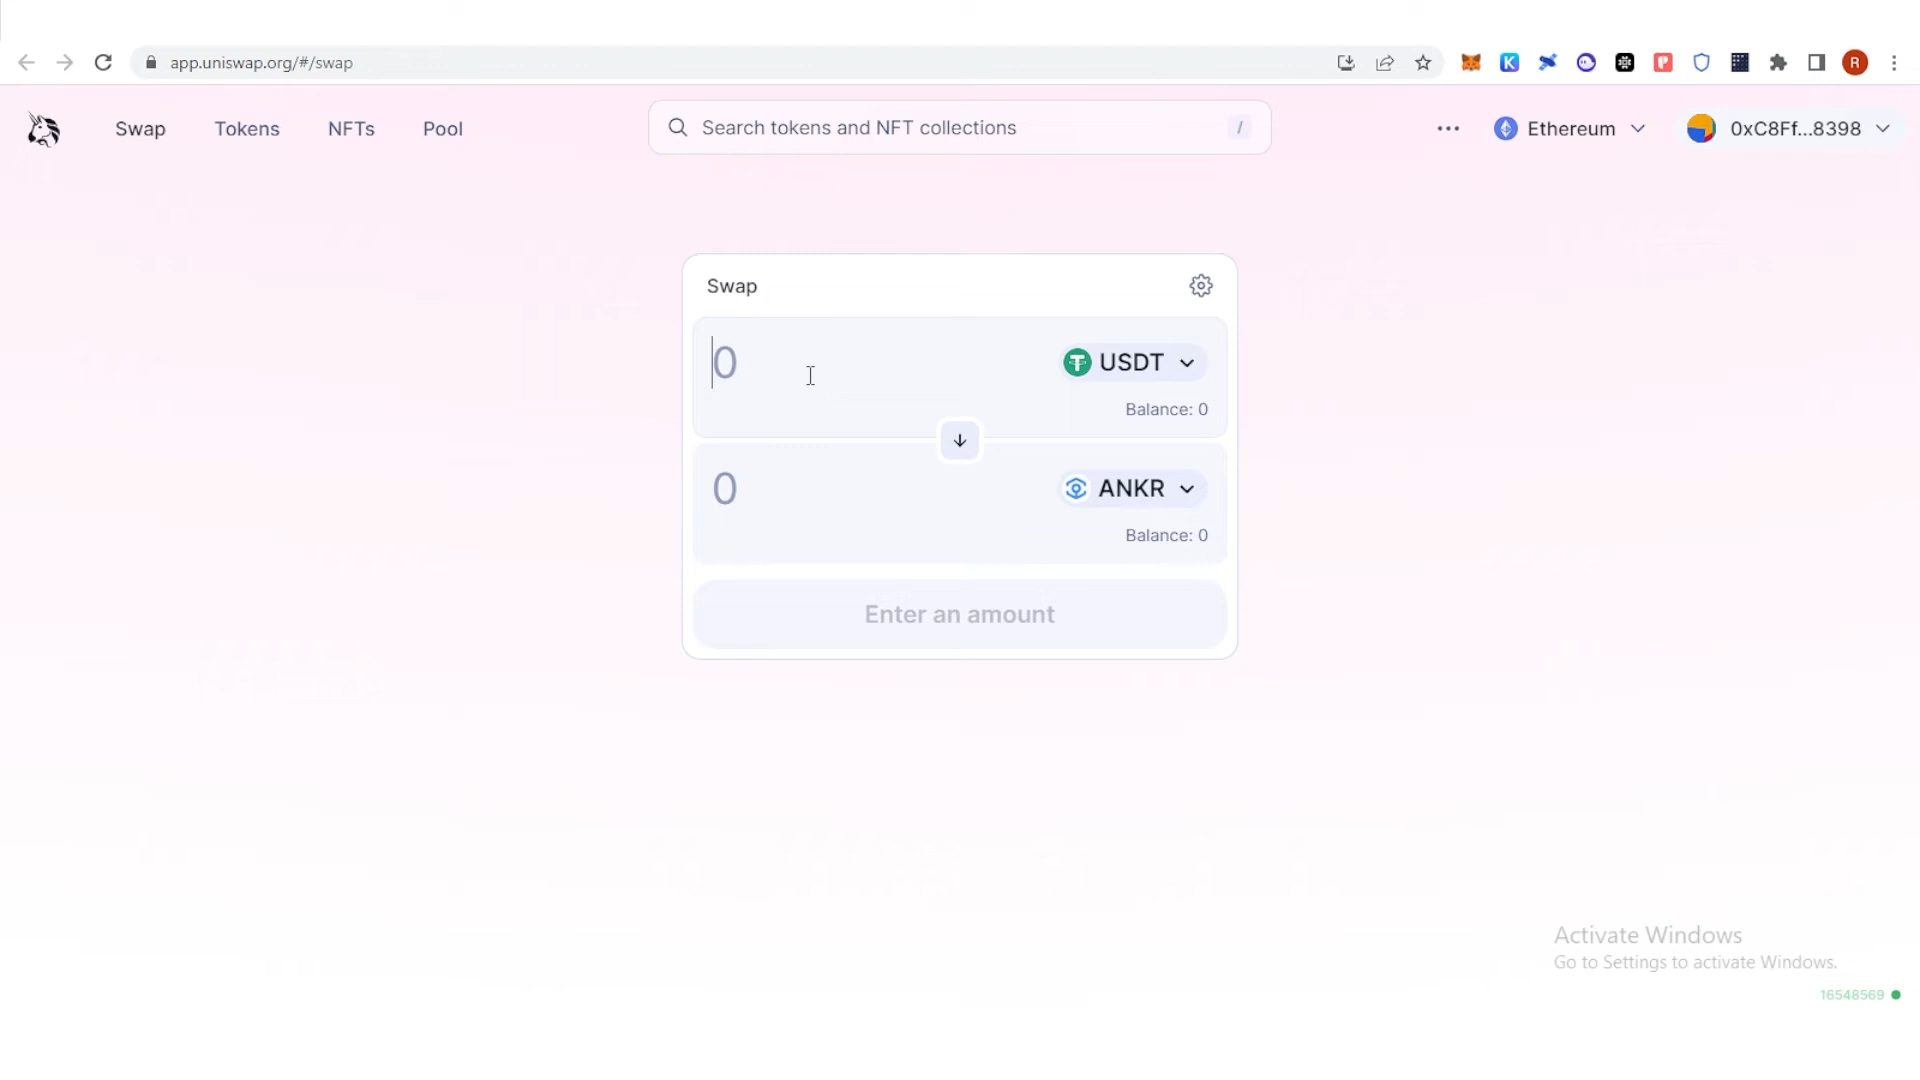 app.uniswap.org/#/swap
R
Swap Tokens NFTs Pool
Search tokens and NFT collections /
Ethereum
0xC8Ff...8398
Swap
0 USDT
Balance: 0
0 ANKR
Balance: 0
Enter an amount
Activate Windows
Go to Settings to activate Windows.
16548569